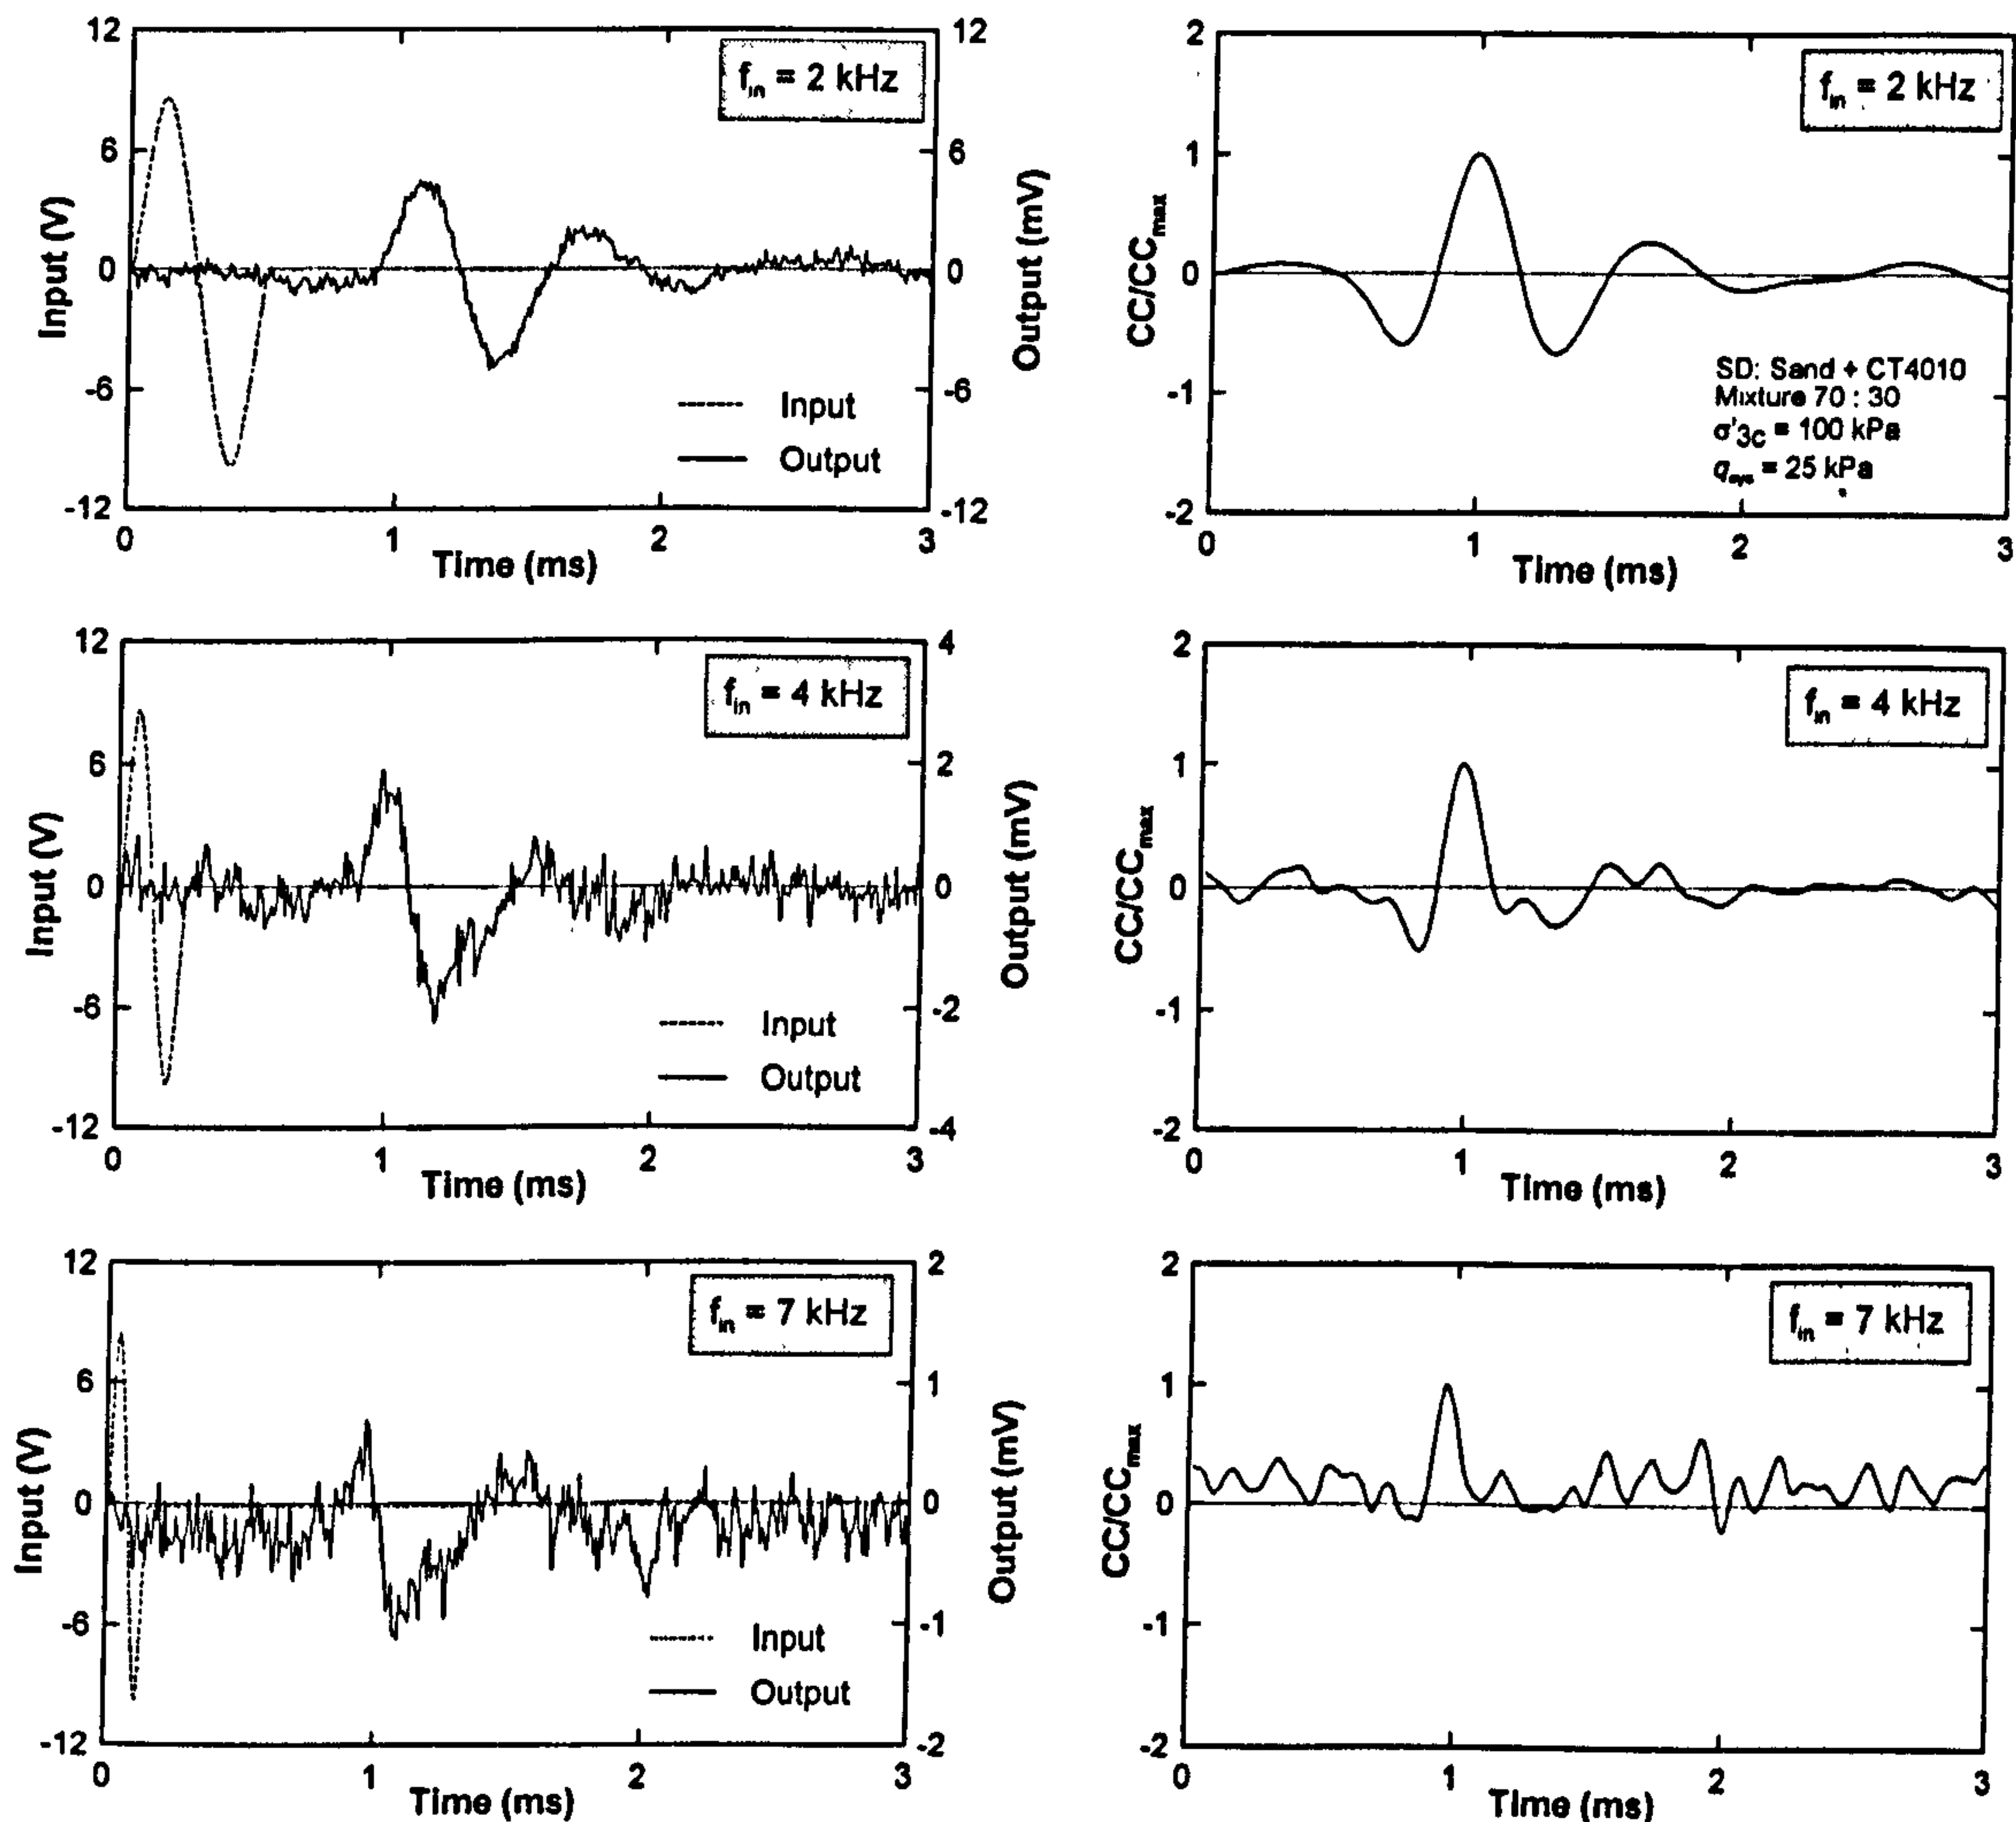 12
6
0
-6
-12
Input (V)
12
6
0
-6
-12
Output (mV)
f_in = 2 kHz
Input
Output
0 1 2 3
Time (ms)
2
1
0
-1
-2
CC/CC_max
f_in = 2 kHz
SD: Sand + CT4010
Mixture 70 : 30
σ'3C = 100 kPa
= 25 kPa
0 1 2 3
Time (ms)
12
6
0
-6
-12
Input (V)
4
2
0
-2
-4
Output (mV)
f_in = 4 kHz
Input
Output
0 1 2 3
Time (ms)
2
1
0
-1
-2
CC/CC_max
f_in = 4 kHz
0 1 2 3
Time (ms)
12
6
0
-6
-12
Input (V)
2
1
0
-1
-2
Output (mV)
f_in = 7 kHz
Input
Output
0 1 2 3
Time (ms)
2
1
0
-1
-2
CC/CC_max
f_in = 7 kHz
0 1 2 3
Time (ms)